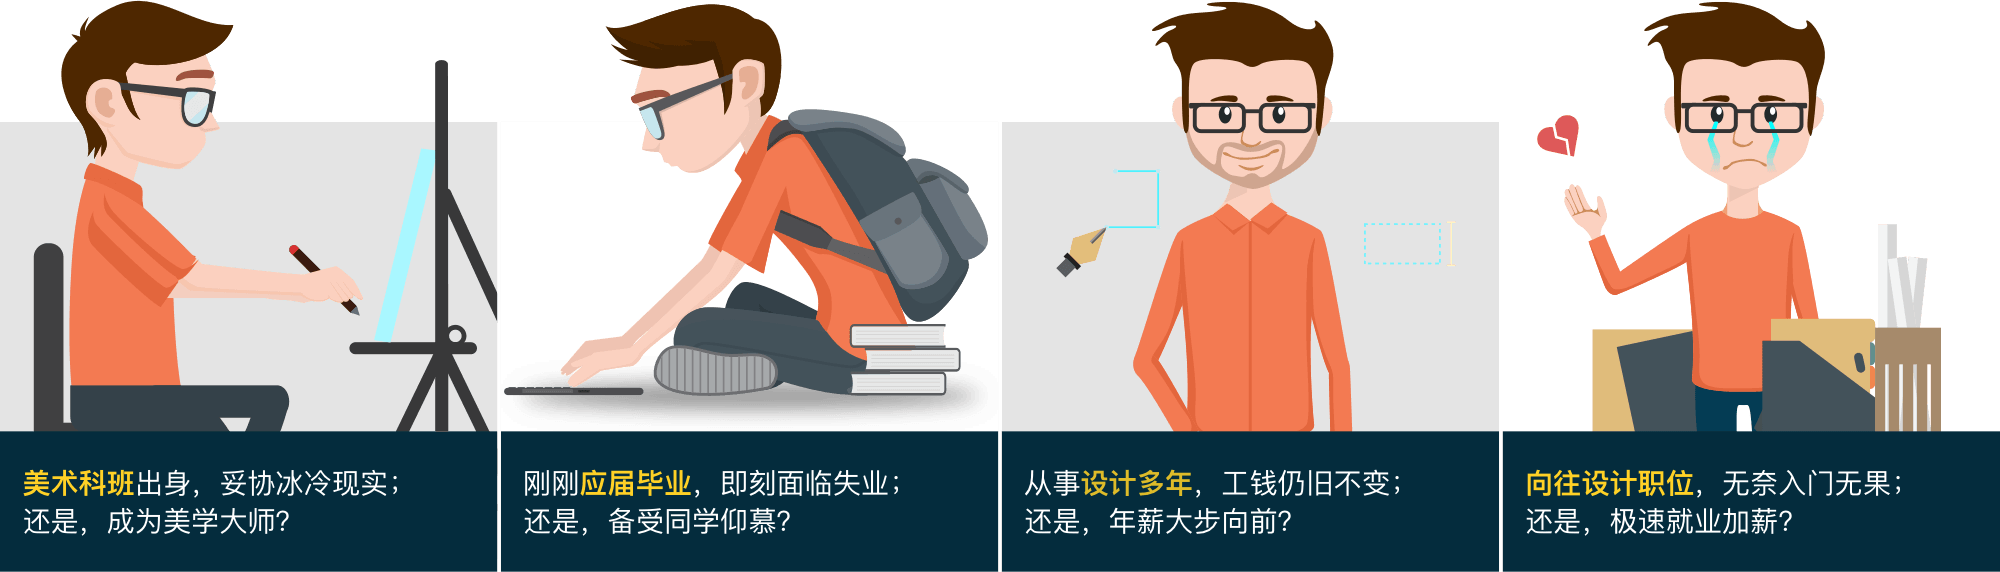 美术科班出身，妥协冰冷现实；
还是，成为美学大师？
刚刚应届毕业，即刻面临失业；
还是，备受同学仰慕？
从事设计多年，工钱仍旧不变；
还是，年薪大步向前？
向往设计职位，无奈入门无果；
还是，极速就业加薪？